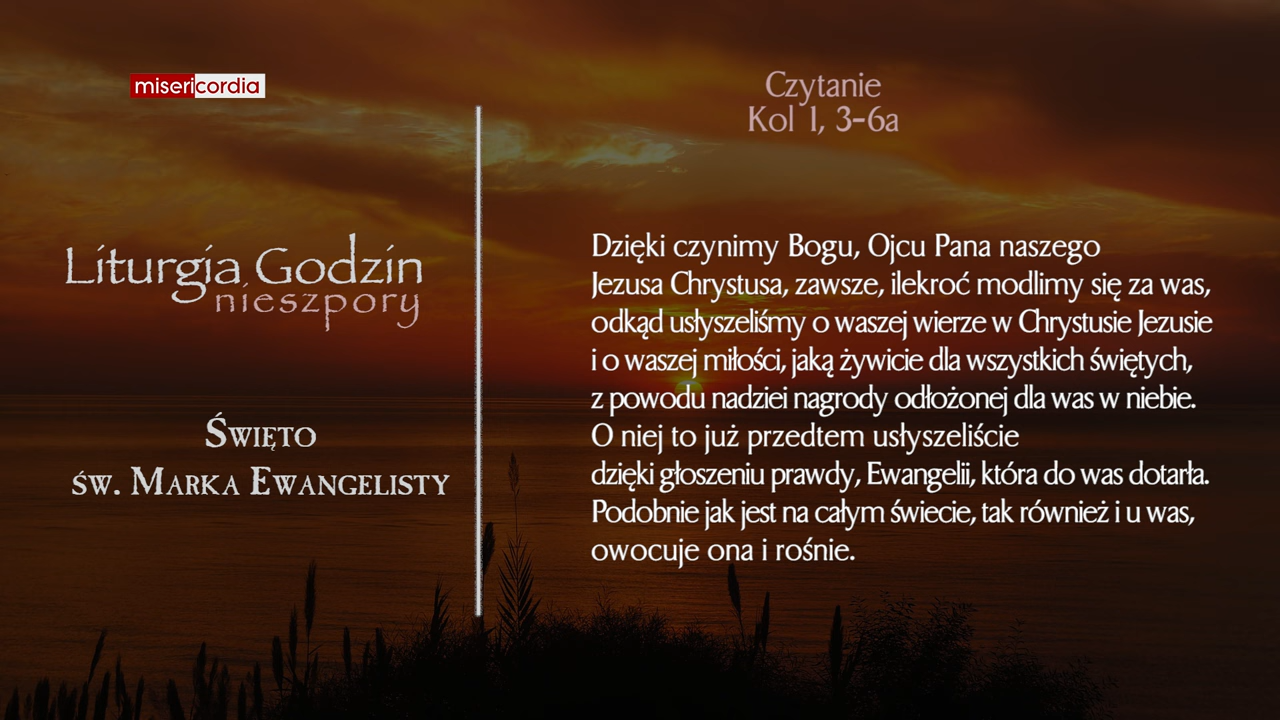 misericordia
Liturgia Godzin
nieszpory
Święto
św. Marka Ewangelisty
Czytanie
Kol 1, 3-6a
Dzięki czynimy Bogu, Ojcu Pana naszego
Jezusa Chrystusa, zawsze, ilekroć modlimy się za was,
odkąd usłyszeliśmy o waszej wierze w Chrystusie Jezusie
i o waszej miłości, jaką żywicie dla wszystkich świętych,
z powodu nadziei nagrody odłożonej dla was w niebie.
O niej to już przedtem usłyszeliście
dzięki głoszeniu prawdy, Ewangelii, która do was dotarła.
Podobnie jak jest na całym świecie, tak również i u was,
owocuje ona i rośnie.